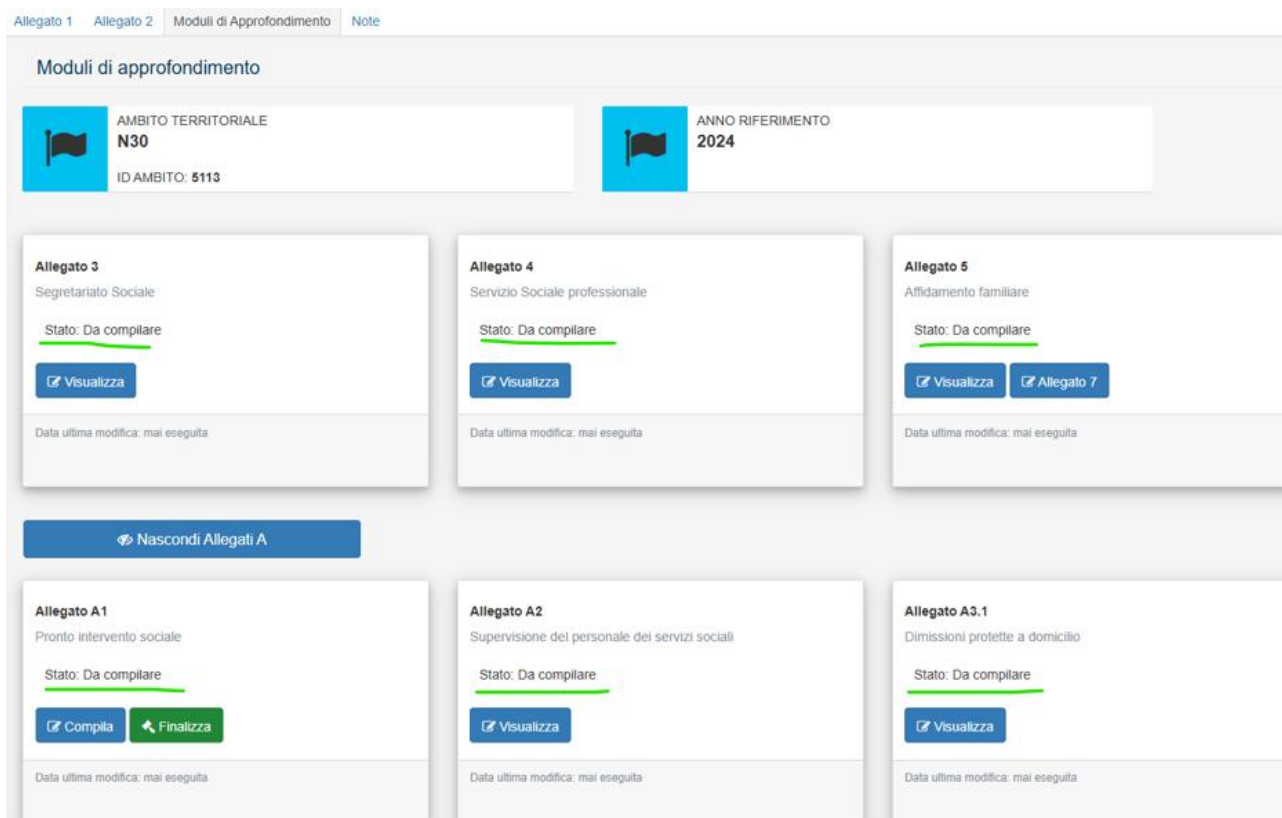 Allegato 1 Allegato 2 Moduli di Approfondimento Note
Moduli di approfondimento
AMBITO TERRITORIALE
N30
ID AMBITO: 5113
ANNO RIFERIMENTO
2024
Allegato 3
Segretariato Sociale
Stato: Da compilare
Visualizza
Data ultima modifica: mai eseguita
Allegato 4
Servizio Sociale professionale
Stato: Da compilare
Visualizza
Data ultima modifica: mai eseguita
Allegato 5
Affidamento familiare
Stato: Da compilare
Visualizza Allegato 7
Data ultima modifica: mai eseguita
Nascondi Allegati A
Allegato A1
Pronto intervento sociale
Stato: Da compilare
Compila Finalizza
Data ultima modifica: mai eseguita
Allegato A2
Supervisione del personale dei servizi sociali
Stato: Da compilare
Visualizza
Data ultima modifica: mai eseguita
Allegato A3.1
Dimissioni protette a domicilio
Stato: Da compilare
Visualizza
Data ultima modifica: mai eseguita